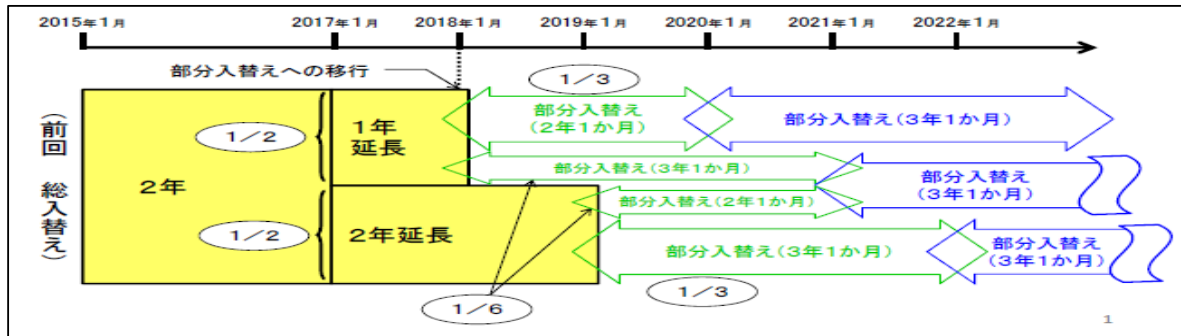 2015年1月 2017年1月 2018年1月 2019年1月 2020年1月 2021年1月 2022年1月
部分入替えへの移行
1／3
(前回 総入替え)
2年
1／2
1年
延長
部分入替え
(2年1か月)
部分入替え(3年1か月)
部分入替え(3年1か月)
部分入替え
(3年1か月)
1／2
2年延長
部分入替え(2年1か月)
部分入替え(3年1か月)
部分入替え
(3年1か月)
1／6
1／3
1